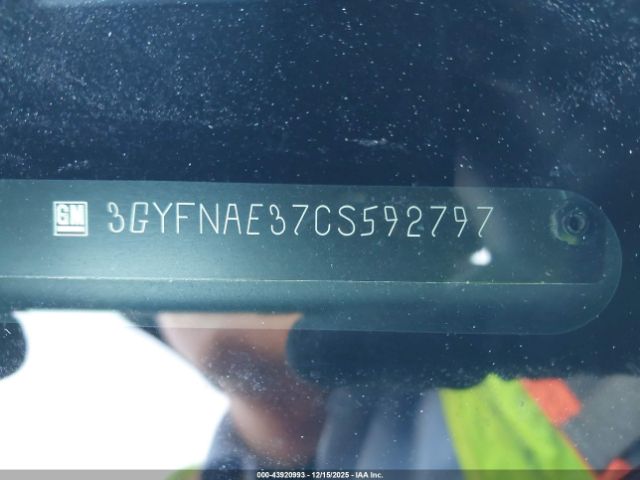 GM 3GYFNAE37CS592797
000-43920993 - 12/15/2025 - IAA Inc.